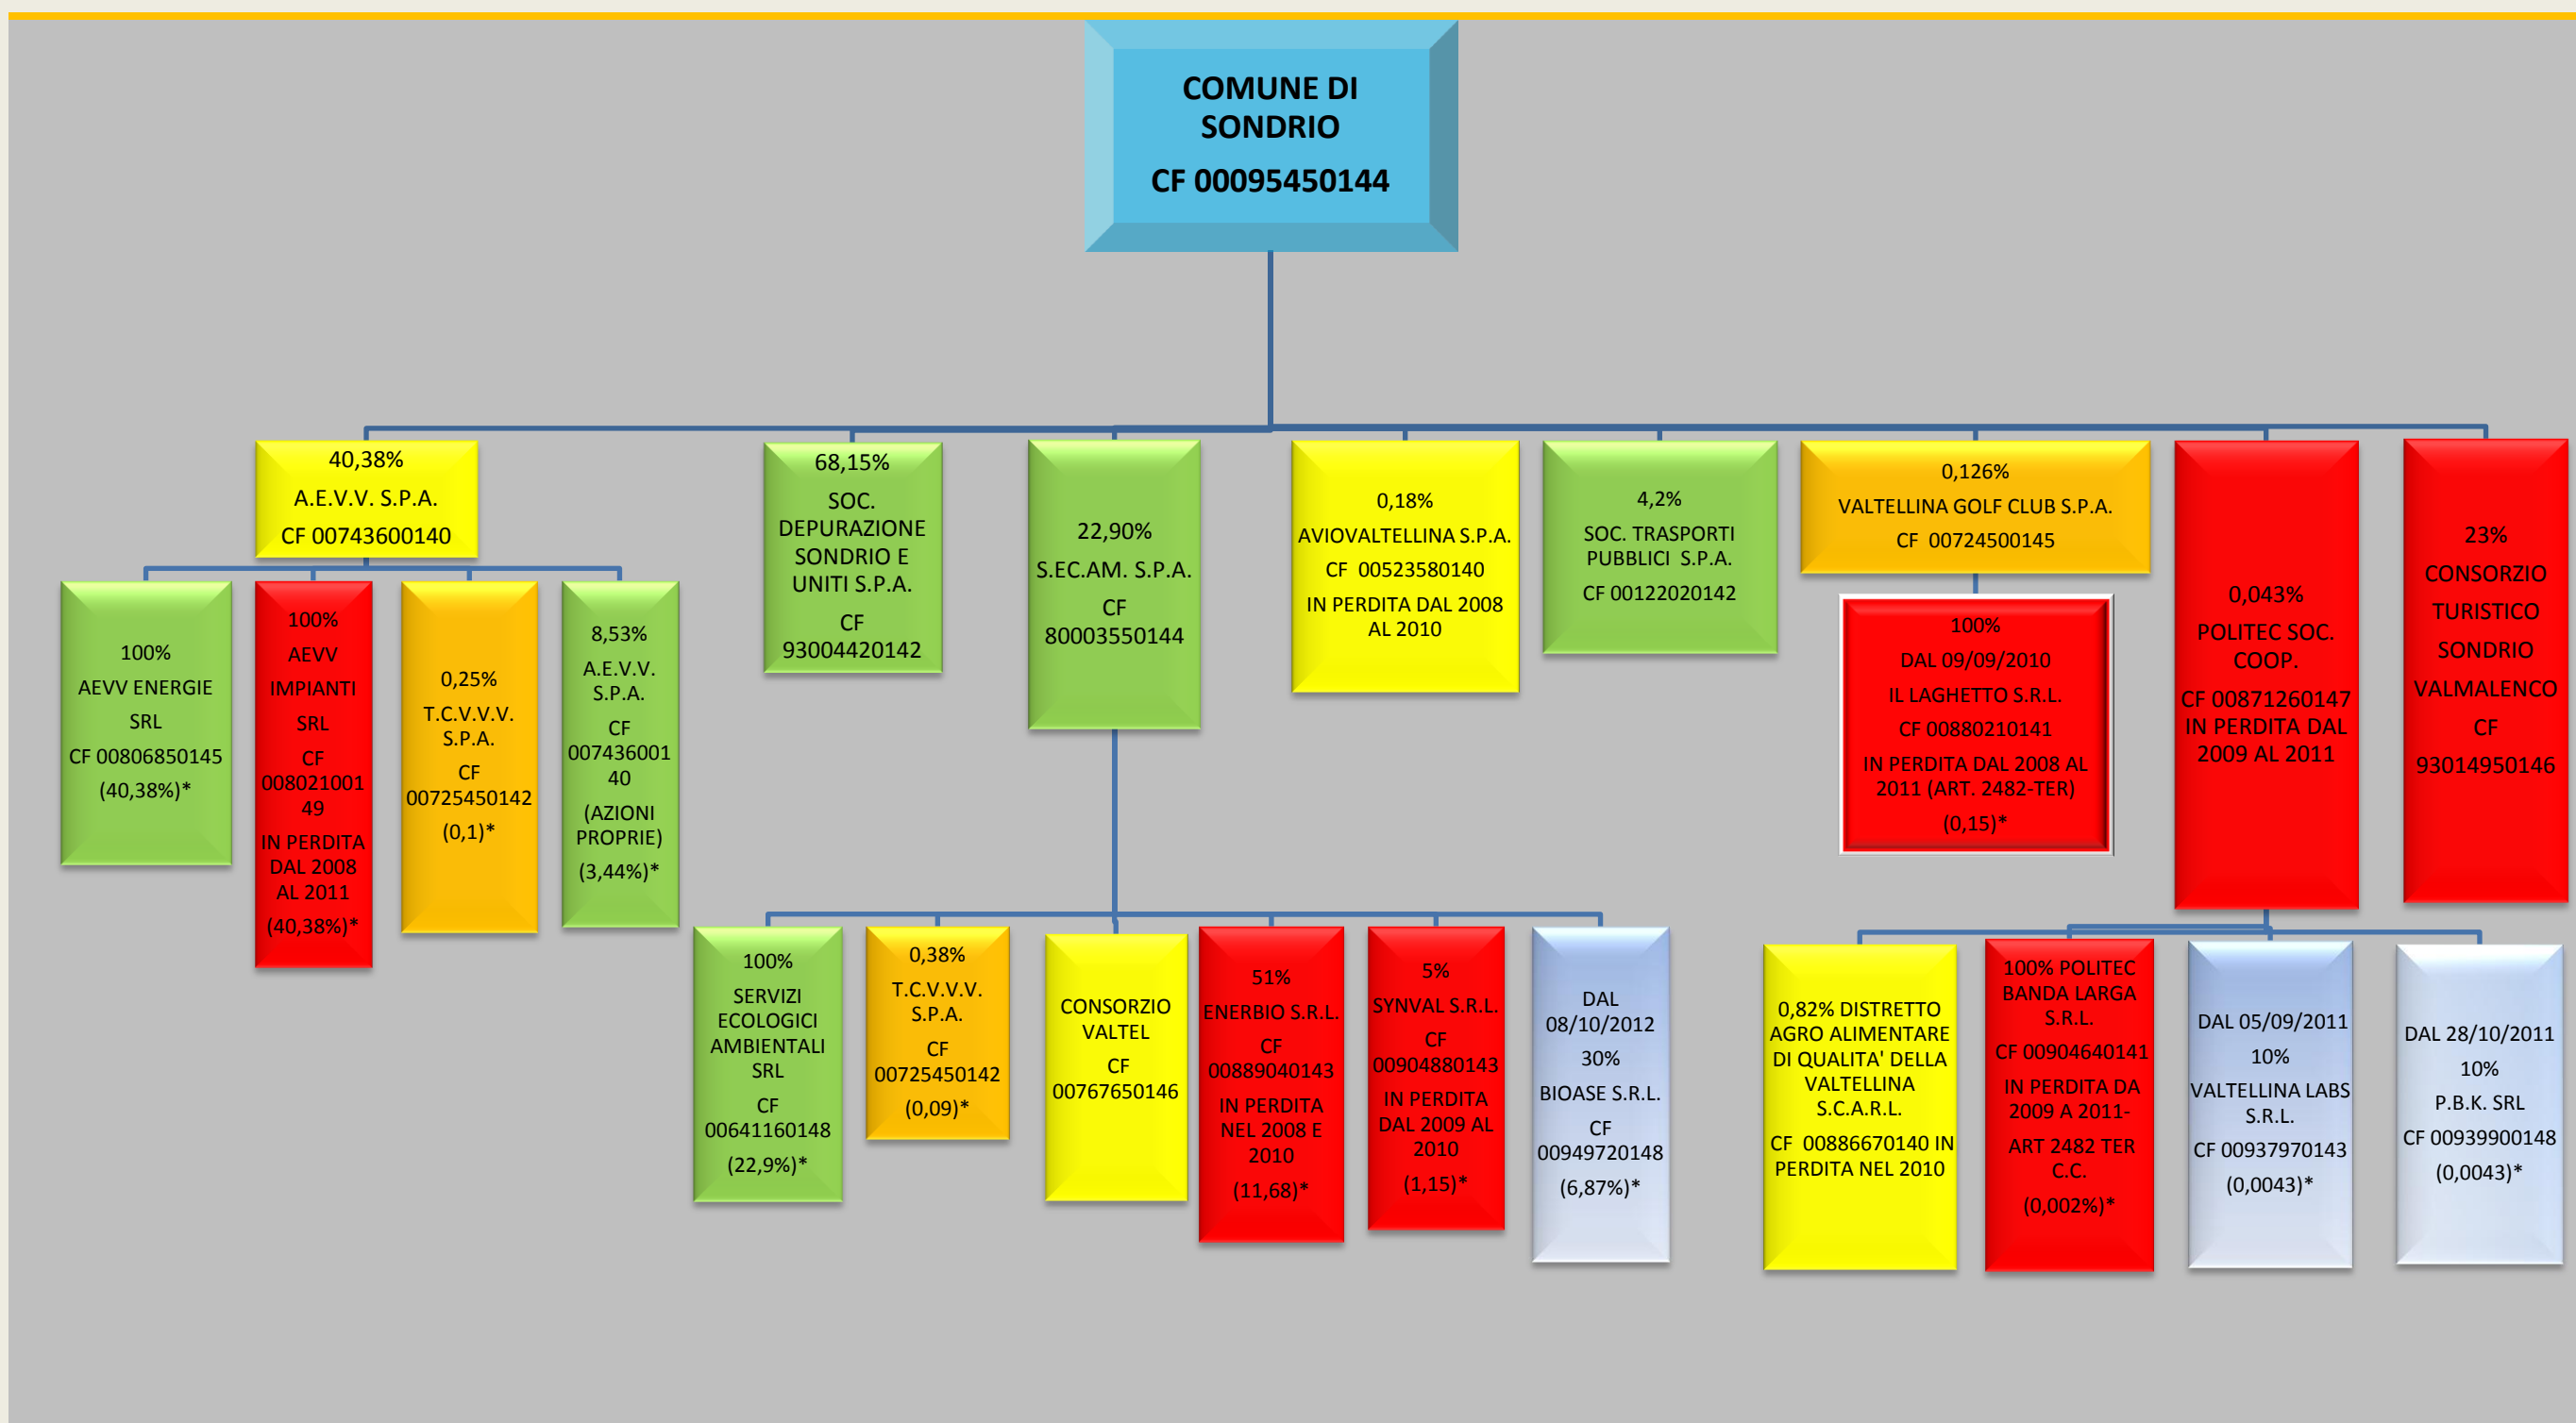 COMUNE DI
SONDRIO
CF 00095450144
40,38%
A.E.V.V. S.P.A.
CF 00743600140
68,15%
SOC.
DEPURAZIONE
SONDRIO E
UNITI S.P.A.
CF
93004420142
22,90%
S.EC.AM. S.P.A.
CF
80003550144
0,18%
AVIOVALTELLINA S.P.A.
CF 00523580140
IN PERDITA DAL 2008
AL 2010
4,2%
SOC. TRASPORTI
PUBBLICI S.P.A.
CF 00122020142
0,126%
VALTELLINA GOLF CLUB S.P.A.
CF 00724500145
0,043%
POLITEC SOC.
COOP.
CF 00871260147
IN PERDITA DAL
2009 AL 2011
23%
CONSORZIO
TURISTICO
SONDRIO
VALMALENCO
CF
93014950146
100%
AEVV ENERGIE
SRL
CF 00806850145
(40,38%)*
100%
AEVV
IMPIANTI
SRL
CF
008021001
49
IN PERDITA
DAL 2008
AL 2011
(40,38%)*
0,25%
T.C.V.V.V.
S.P.A.
CF
00725450142
(0,1)*
8,53%
A.E.V.V.
S.P.A.
CF
007436001
40
(AZIONI
PROPRIE)
(3,44%)*
100%
DAL 09/09/2010
IL LAGHETTO S.R.L.
CF 00880210141
IN PERDITA DAL 2008 AL
2011 (ART. 2482-TER)
(0,15)*
100%
SERVIZI
ECOLOGICI
AMBIENTALI
SRL
CF
00641160148
(22,9%)*
0,38%
T.C.V.V.V.
S.P.A.
CF
00725450142
(0,09)*
CONSORZIO
VALTEL
CF
00767650146
51%
ENERBIO S.R.L.
CF
00889040143
IN PERDITA
NEL 2008 E
2010
(11,68)*
5%
SYNVAL S.R.L.
CF
00904880143
IN PERDITA
DAL 2009 AL
2010
(1,15)*
DAL
08/10/2012
30%
BIOASE S.R.L.
CF
00949720148
(6,87%)*
0,82% DISTRETTO
AGRO ALIMENTARE
DI QUALITA' DELLA
VALTELLINA
S.C.A.R.L.
CF 00886670140 IN
PERDITA NEL 2010
100% POLITEC
BANDA LARGA
S.R.L.
CF 00904640141
IN PERDITA DA
2009 A 2011-
ART 2482 TER
C.C.
(0,002%)*
DAL 05/09/2011
10%
VALTELLINA LABS
S.R.L.
CF 00937970143
(0,0043)*
DAL 28/10/2011
10%
P.B.K. SRL
CF 00939900148
(0,0043)*